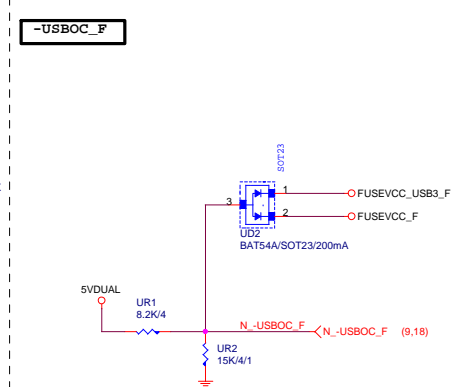 -USBOC_F
SOT23
3
1
FUSEVCC_USB3_F
2
FUSEVCC_F
UD2
BAT54A/SOT23/200mA
5VDUAL
UR1
8.2K/4
N_-USBOC_F
N_-USBOC_F (9,18)
UR2
15K/4/1